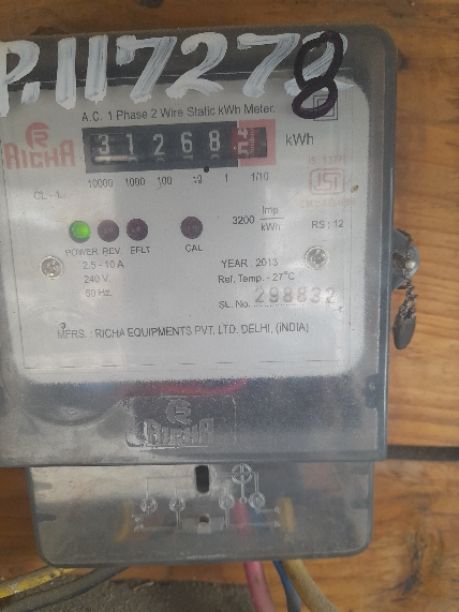 P.117278
A.C. 1 Phase 2 Wire Static kWh Meter.
RICHA
31268
kWh
10000 1000 100 10 1 1/10
3200 Imp/kWh
RS : 12
POWER REV. EFLT CAL
2.5 - 10 A
240 V.
50 Hz.
YEAR : 2013
Ref. Temp. - 27°C
SL. No. 298832
MFRS. : RICHA EQUIPMENTS PVT. LTD. DELHI. (INDIA)
RICHA